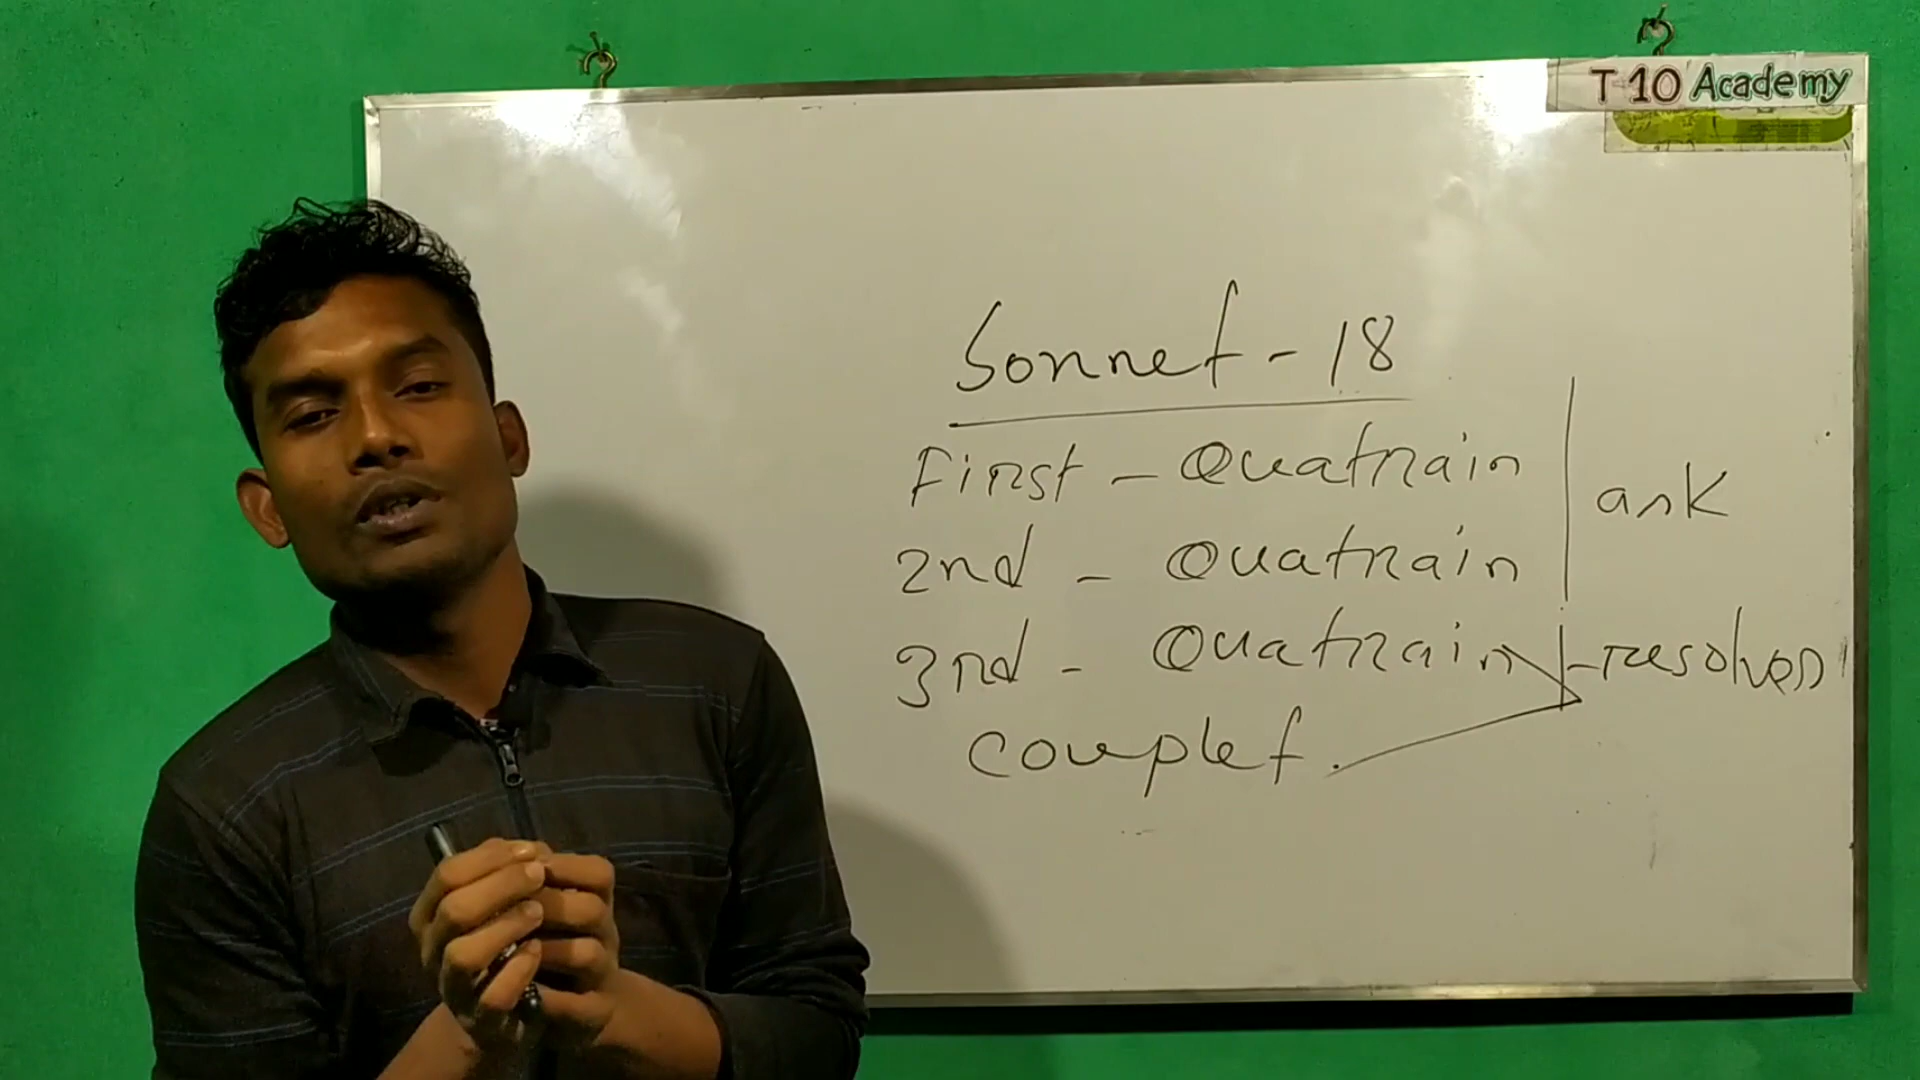 T 10 Academy
Sonnet - 18
First - Quatrain
2nd - Quatrain
ask
3rd - Quatrain - resolves
couplet.